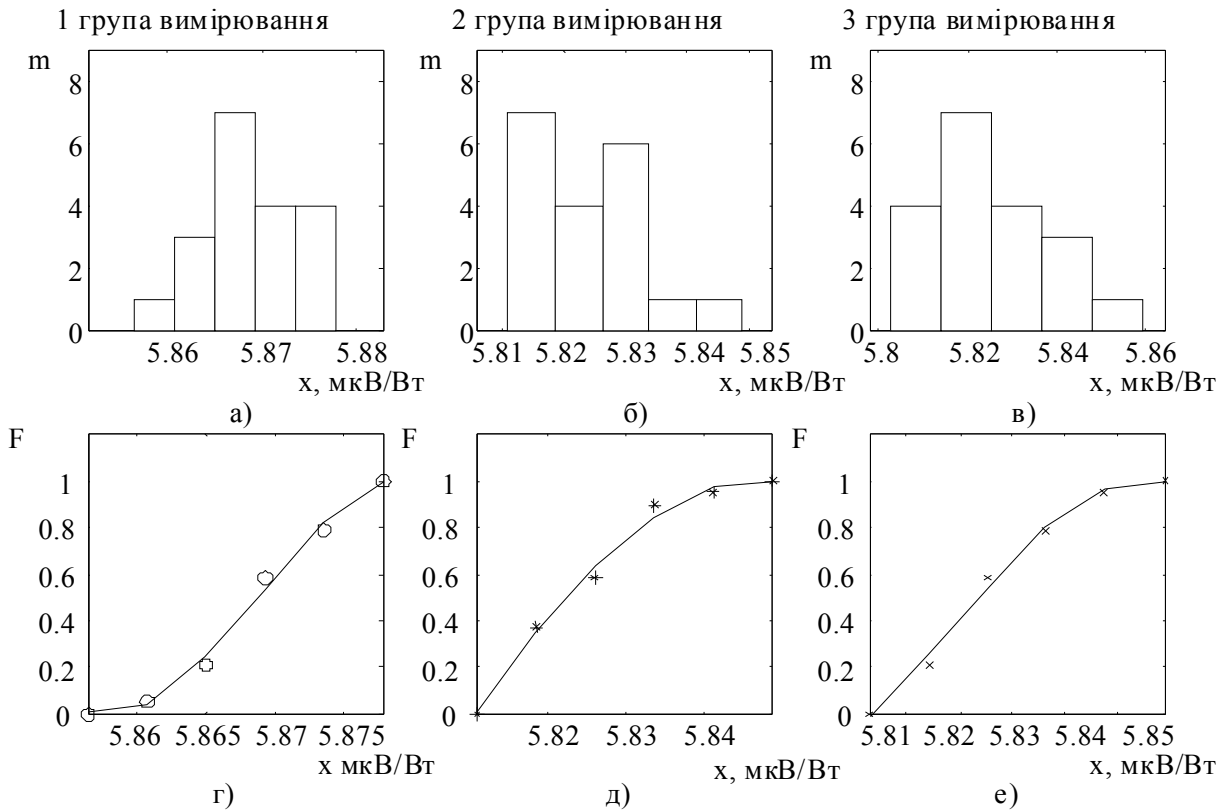 1 група вимірювання
2 група вимірювання
3 група вимірювання
m
8
6
4
2
0
5.86 5.87 5.88
x, мкВ/Вт
а)
m
8
6
4
2
0
5.81 5.82 5.83 5.84 5.85
x, мкВ/Вт
б)
m
8
6
4
2
0
5.8 5.82 5.84 5.86
x, мкВ/Вт
в)
F
1
0.8
0.6
0.4
0.2
0
5.86 5.865 5.87 5.875
x мкВ/Вт
г)
F
1
0.8
0.6
0.4
0.2
0
5.82 5.83 5.84
x, мкВ/Вт
д)
F
1
0.8
0.6
0.4
0.2
0
5.81 5.82 5.83 5.84 5.85
x, мкВ/Вт
е)